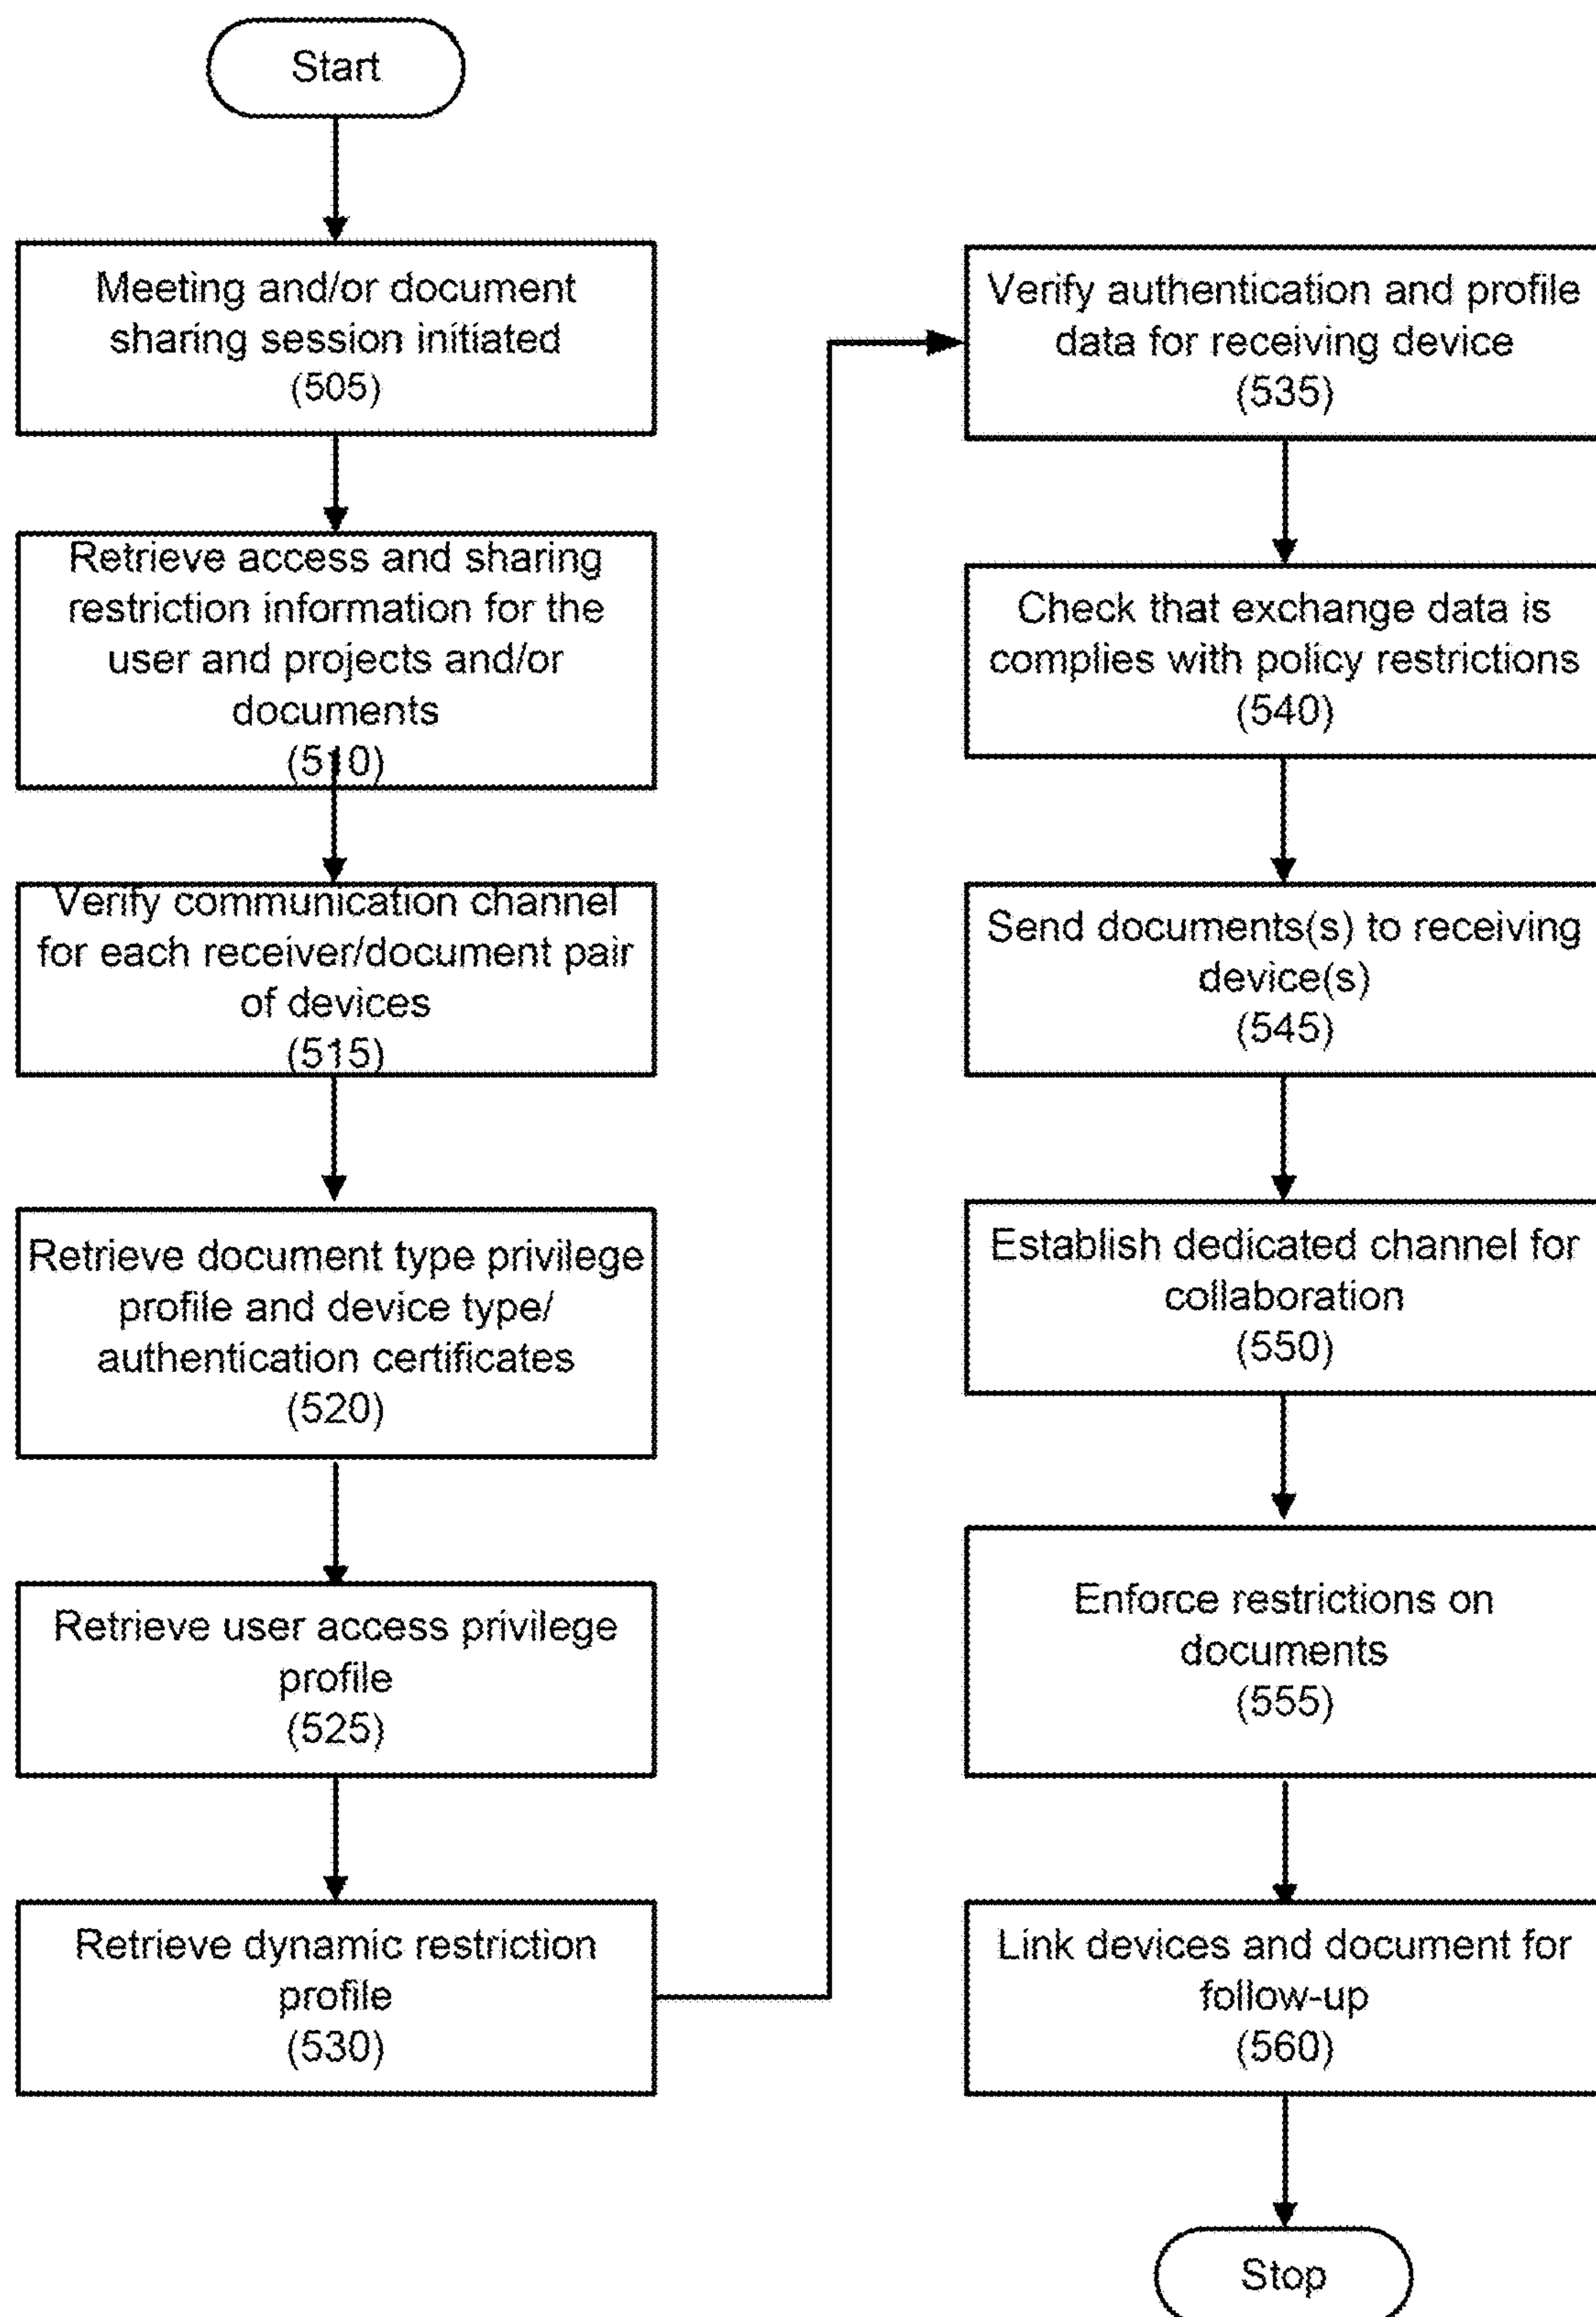 Start
Meeting and/or document
sharing session initiated
(505)
Retrieve access and sharing
restriction information for the
user and projects and/or
documents
(510)
Verify communication channel
for each receiver/document pair
of devices
(515)
Retrieve document type privilege
profile and device type/
authentication certificates
(520)
Retrieve user access privilege
profile
(525)
Retrieve dynamic restriction
profile
(530)
Verify authentication and profile
data for receiving device
(535)
Check that exchange data is
complies with policy restrictions
(540)
Send documents(s) to receiving
device(s)
(545)
Establish dedicated channel for
collaboration
(550)
Enforce restrictions on
documents
(555)
Link devices and document for
follow-up
(560)
Stop